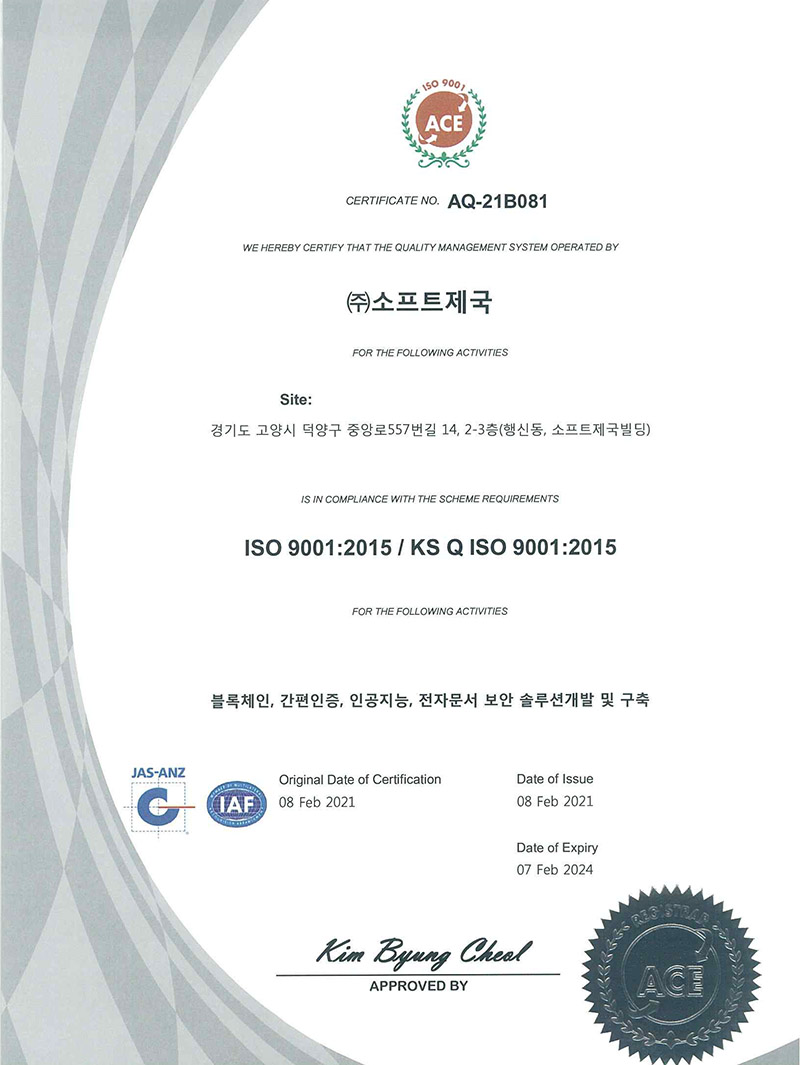 ISO 9001
ACE
CERTIFICATE NO. AQ-21B081
WE HEREBY CERTIFY THAT THE QUALITY MANAGEMENT SYSTEM OPERATED BY
㈜소프트제국
FOR THE FOLLOWING ACTIVITIES
Site:
경기도 고양시 덕양구 중앙로557번길 14, 2-3층(행신동, 소프트제국빌딩)
IS IN COMPLIANCE WITH THE SCHEME REQUIREMENTS
ISO 9001:2015 / KS Q ISO 9001:2015
FOR THE FOLLOWING ACTIVITIES
블록체인, 간편인증, 인공지능, 전자문서 보안 솔루션개발 및 구축
JAS-ANZ
MEMBER OF MULTILATERAL
IAF
RECOGNITION ARRANGEMENT
Original Date of Certification
08 Feb 2021
Date of Issue
08 Feb 2021
Date of Expiry
07 Feb 2024
Kim Byung Cheol
APPROVED BY
REGISTRAR
ACE